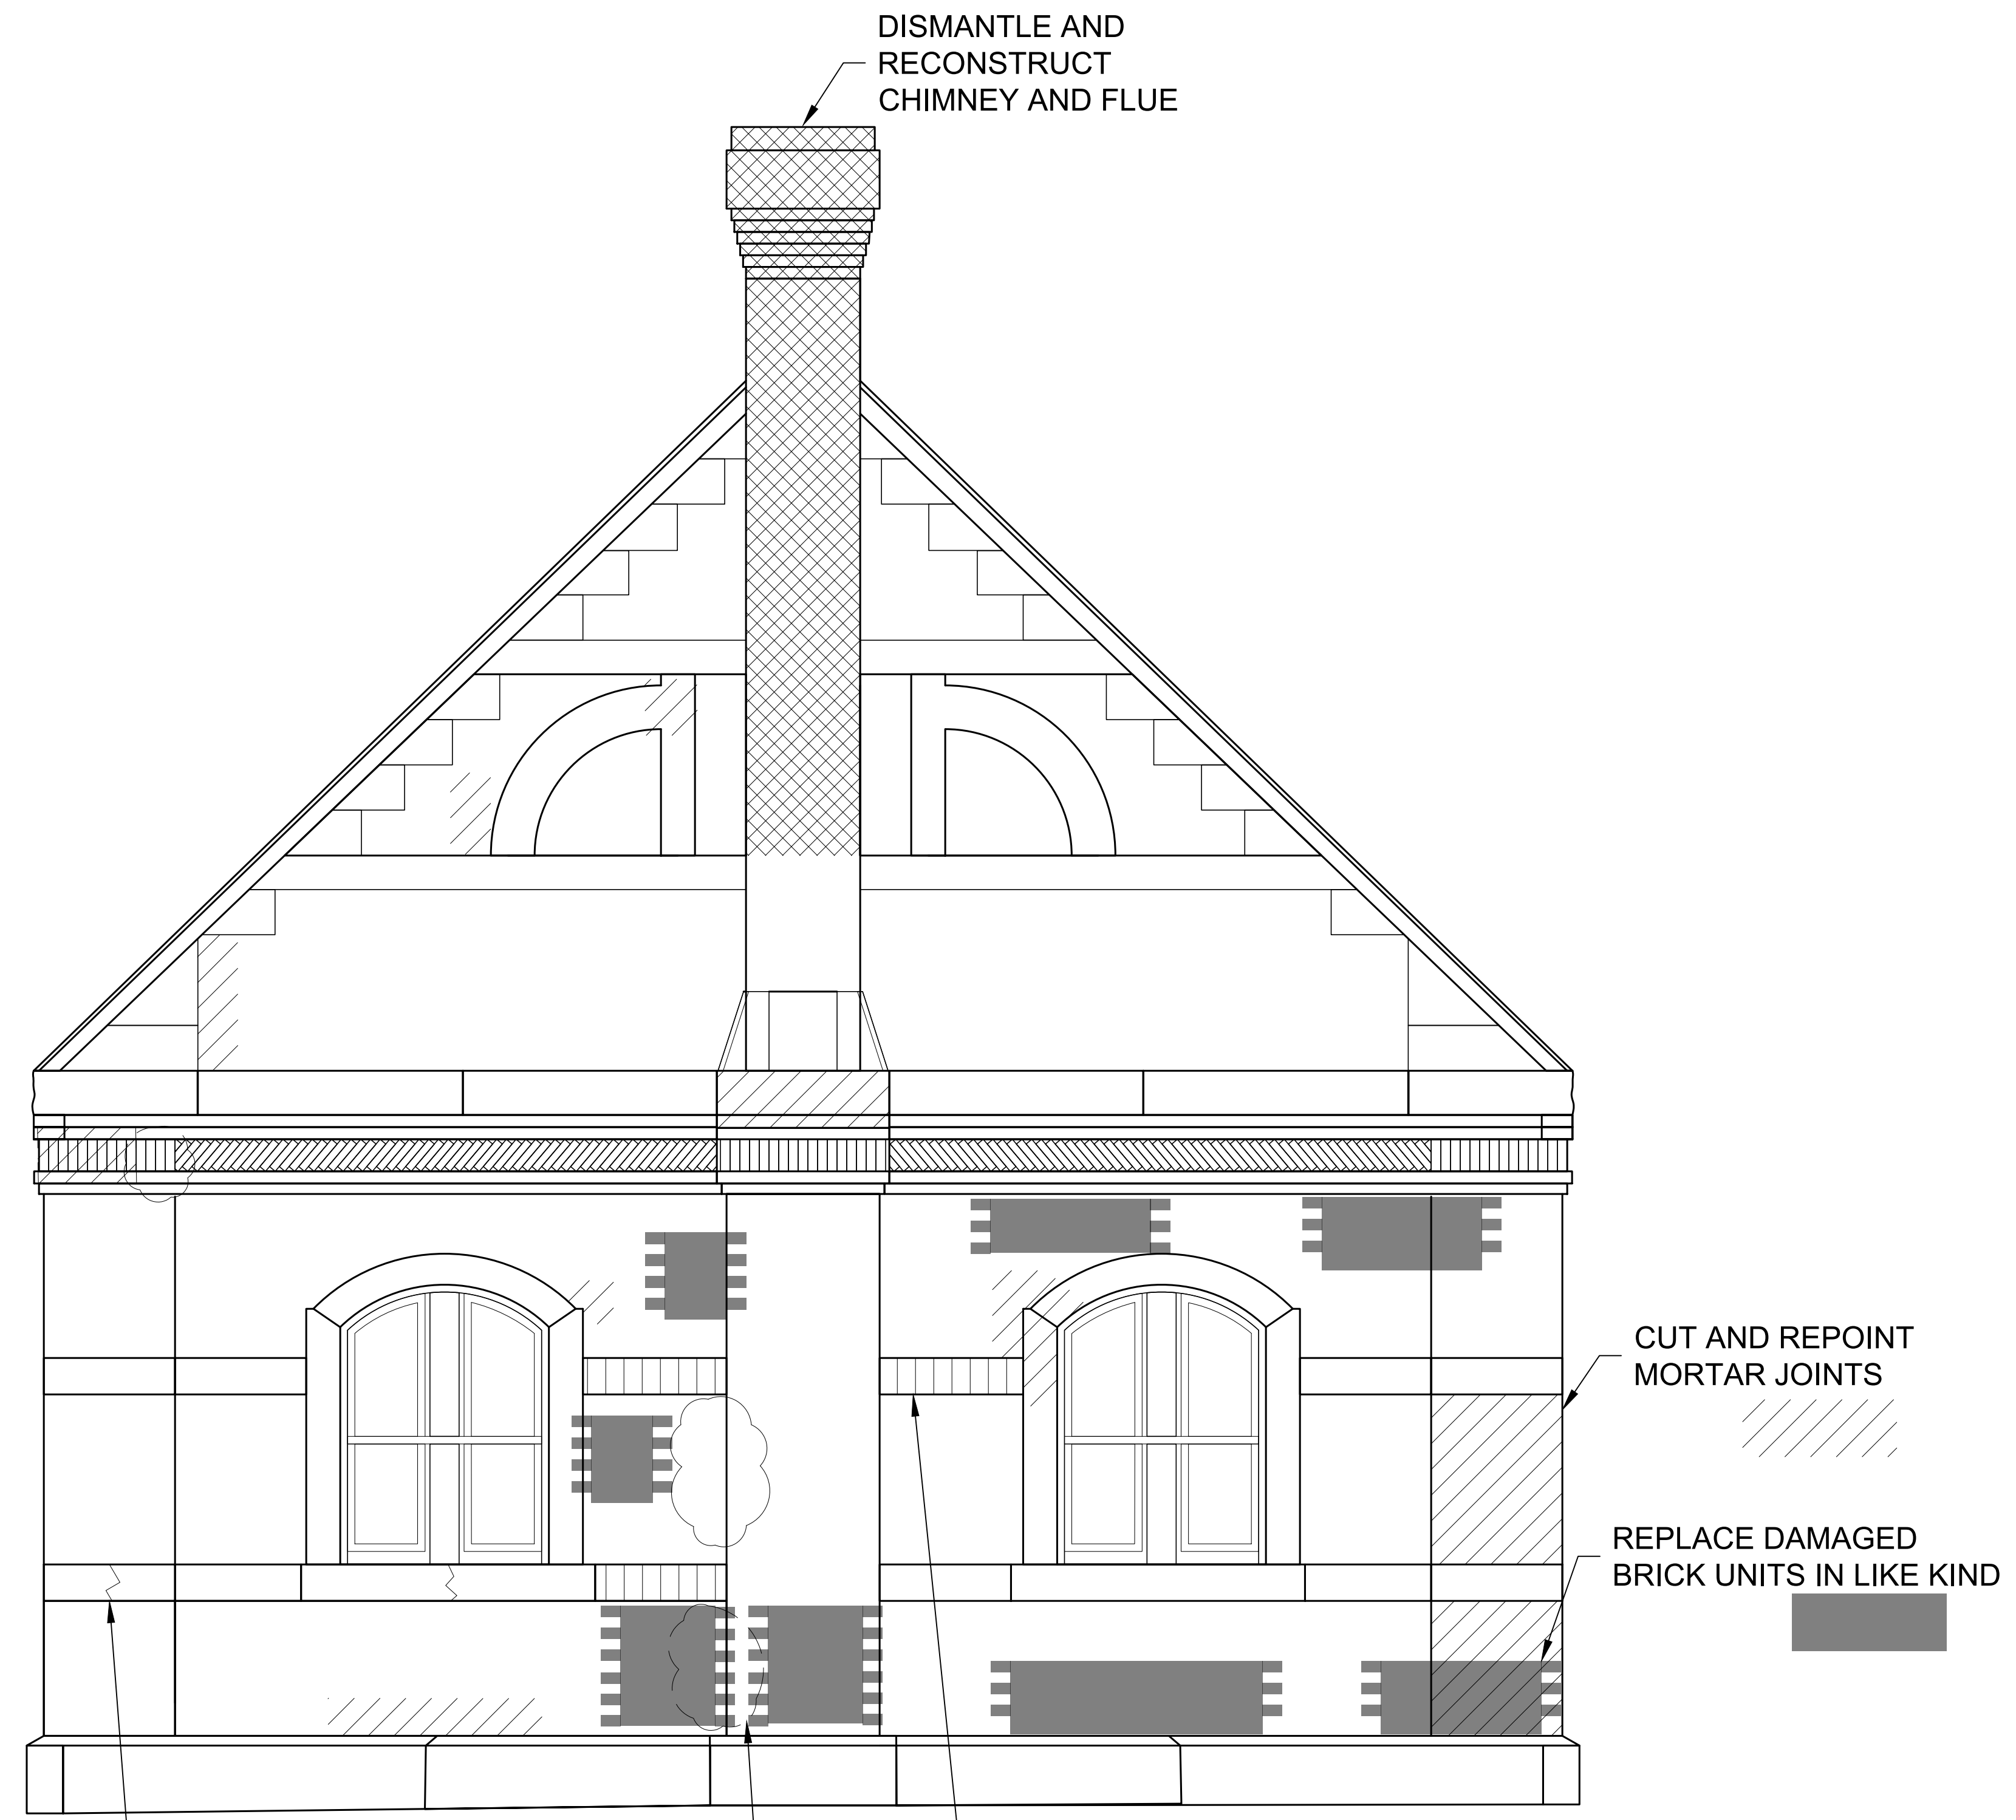 DISMANTLE AND
RECONSTRUCT
CHIMNEY AND FLUE
CUT AND REPOINT
MORTAR JOINTS
REPLACE DAMAGED
BRICK UNITS IN LIKE KIND